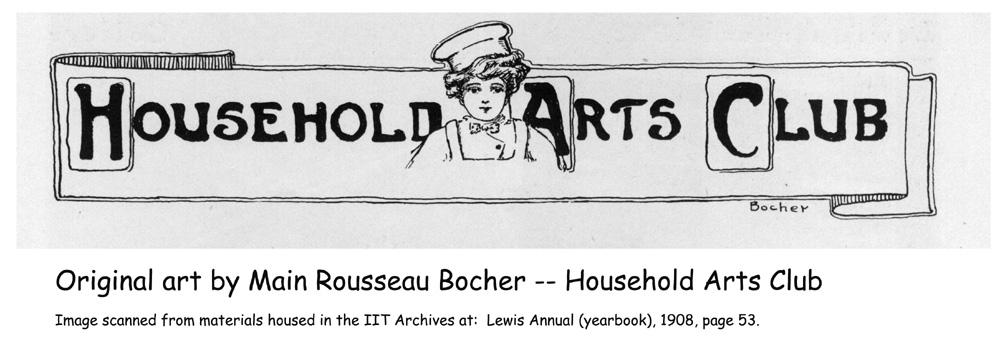 HOUSEHOLD ARTS CLUB
Bocher
Original art by Main Rousseau Bocher -- Household Arts Club
Image scanned from materials housed in the IIT Archives at:  Lewis Annual (yearbook), 1908, page 53.